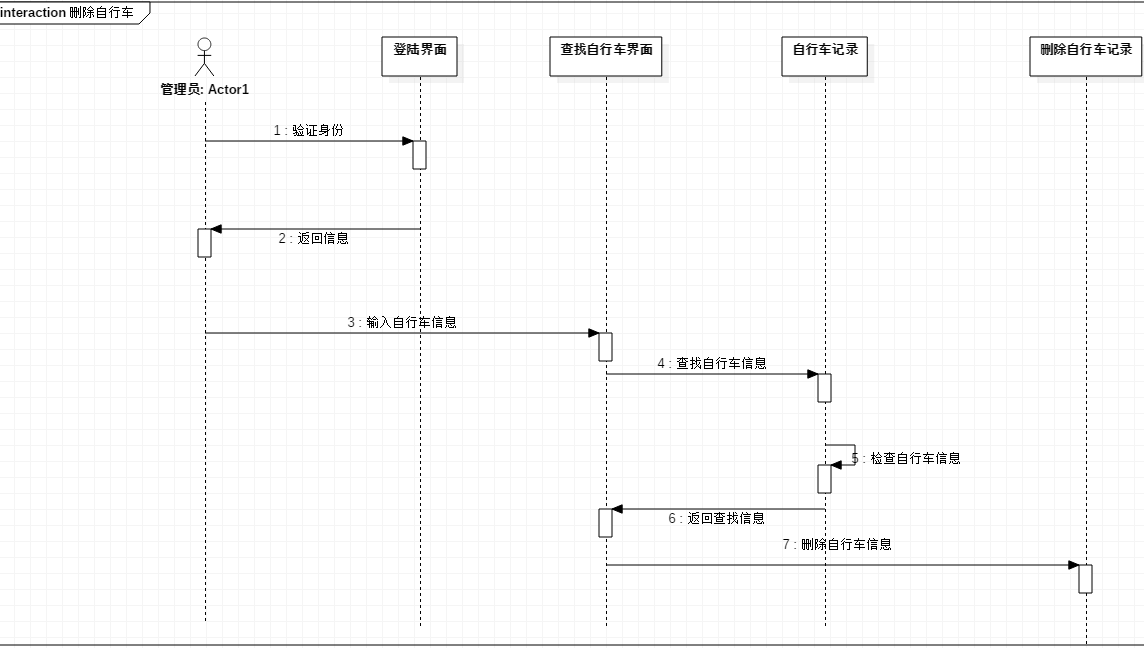 interaction 删除自行车
登陆界面
查找自行车界面
自行车记录
删除自行车记录
管理员: Actor1
1 : 验证身份
2 : 返回信息
3 : 输入自行车信息
4 : 查找自行车信息
5 : 检查自行车信息
6 : 返回查找信息
7 : 删除自行车信息